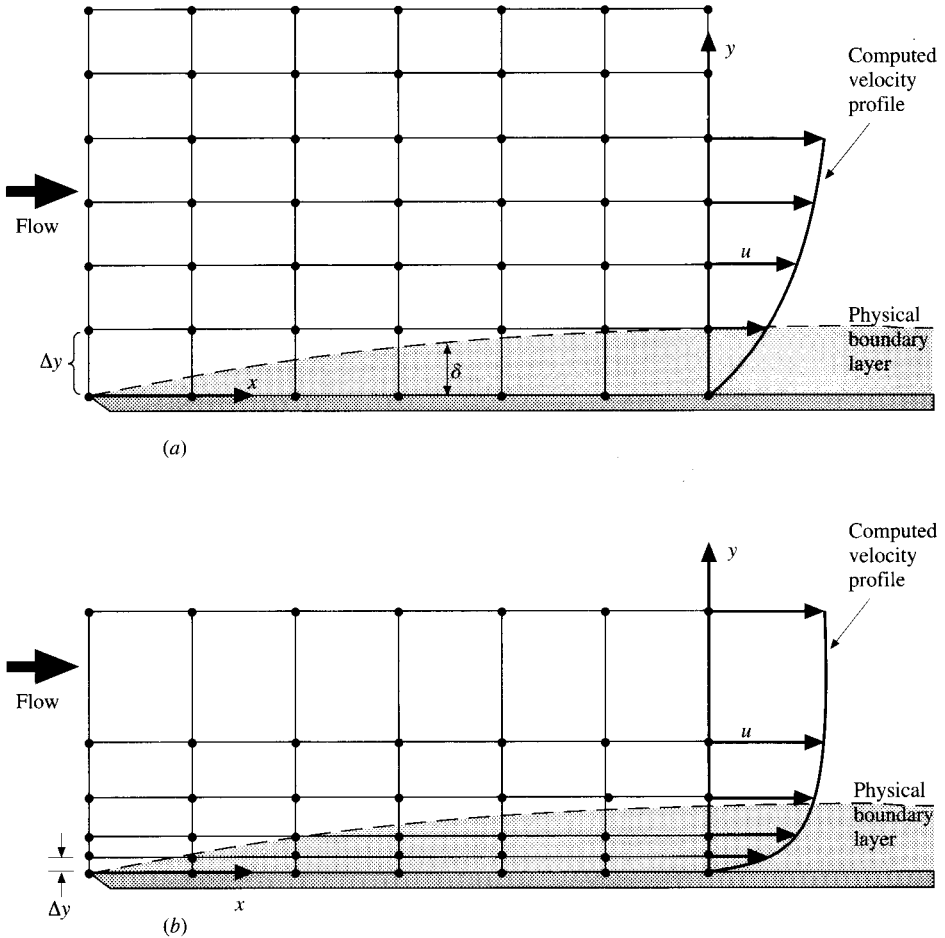 y
Computed
velocity
profile
Flow
u
Δy
Physical
boundary
layer
δ
x
(a)
Computed
velocity
profile
y
Flow
u
Physical
boundary
layer
Δy
x
(b)